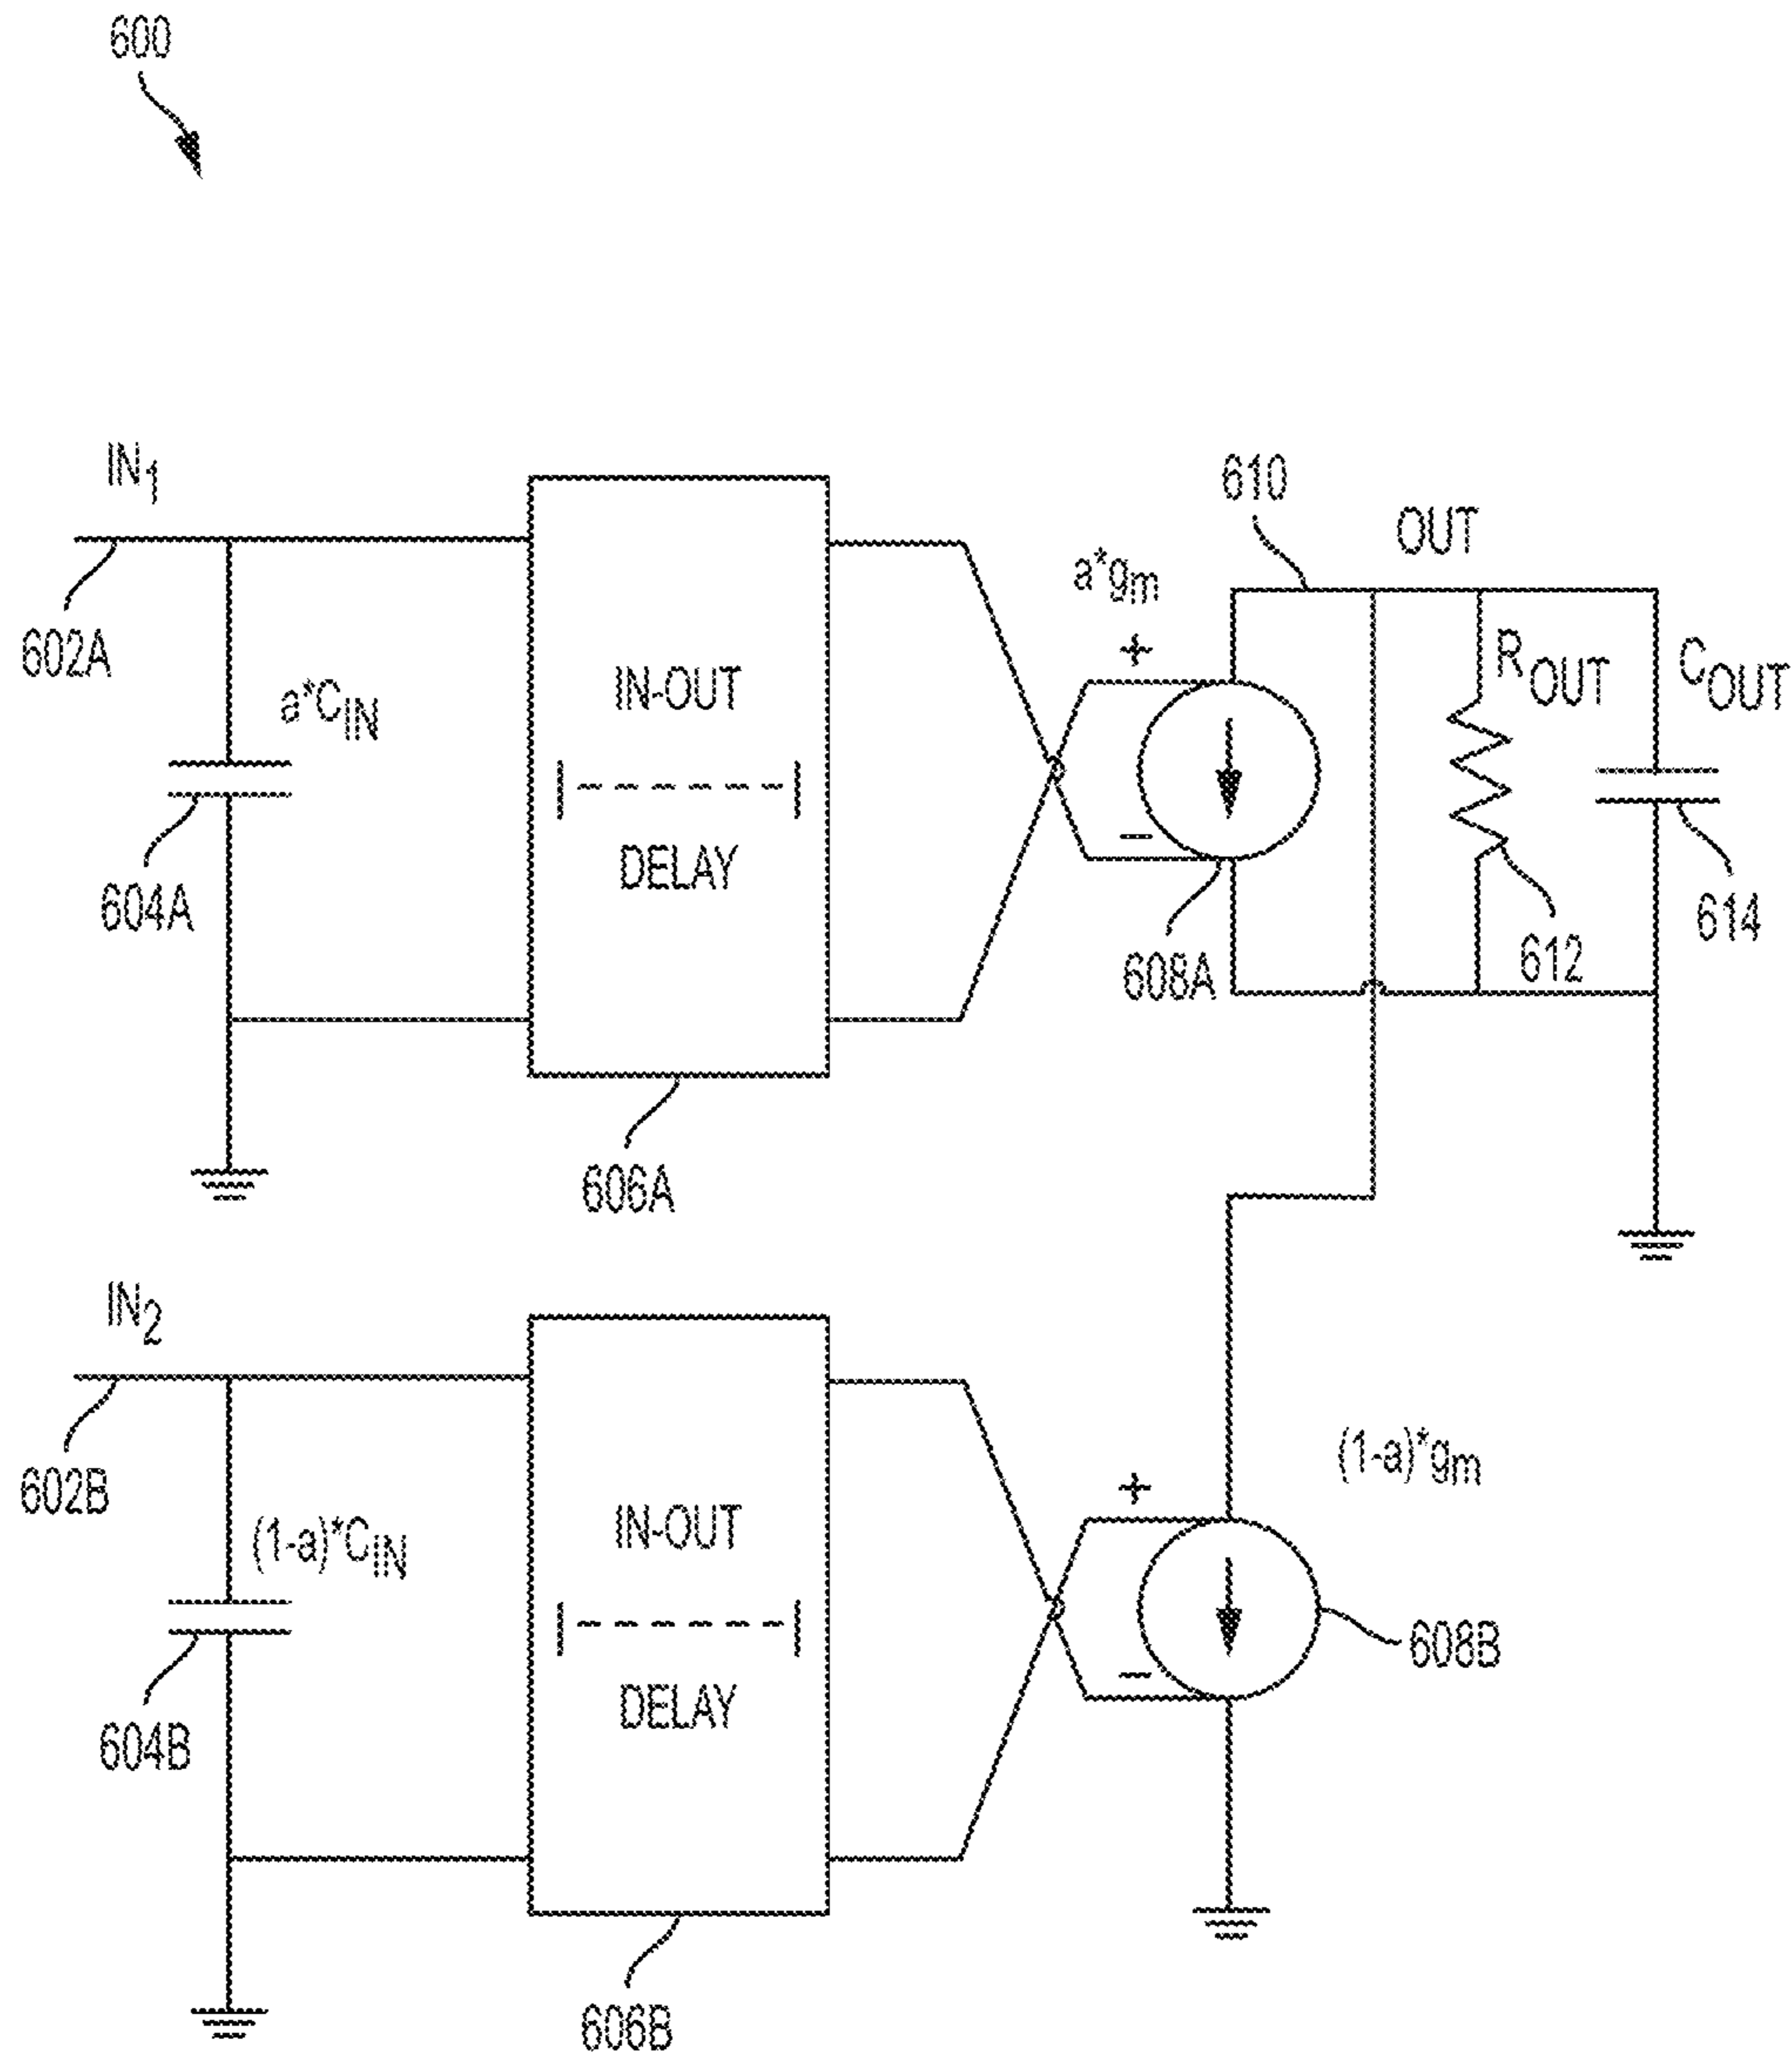 600
IN1
610
OUT
a*gm
602A
a*CIN
IN-OUT
DELAY
+
−
ROUT
COUT
604A
608A
612
614
606A
IN2
602B
(1-a)*CIN
IN-OUT
DELAY
+
−
(1-a)*gm
604B
608B
606B